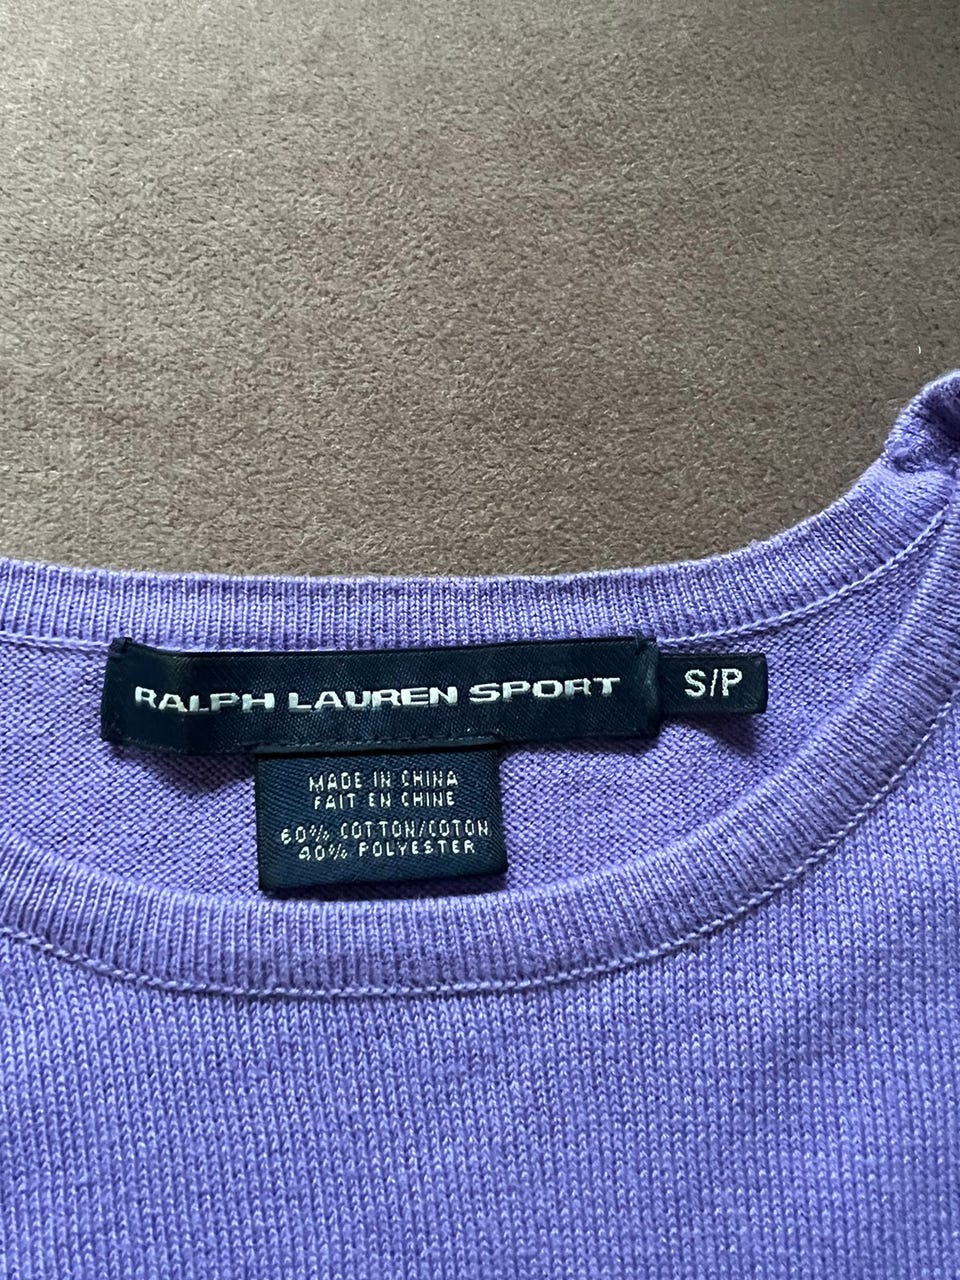 RALPH LAUREN SPORT
S/P
MADE IN CHINA
FAIT EN CHINE
60% COTTON/COTON
40% POLYESTER